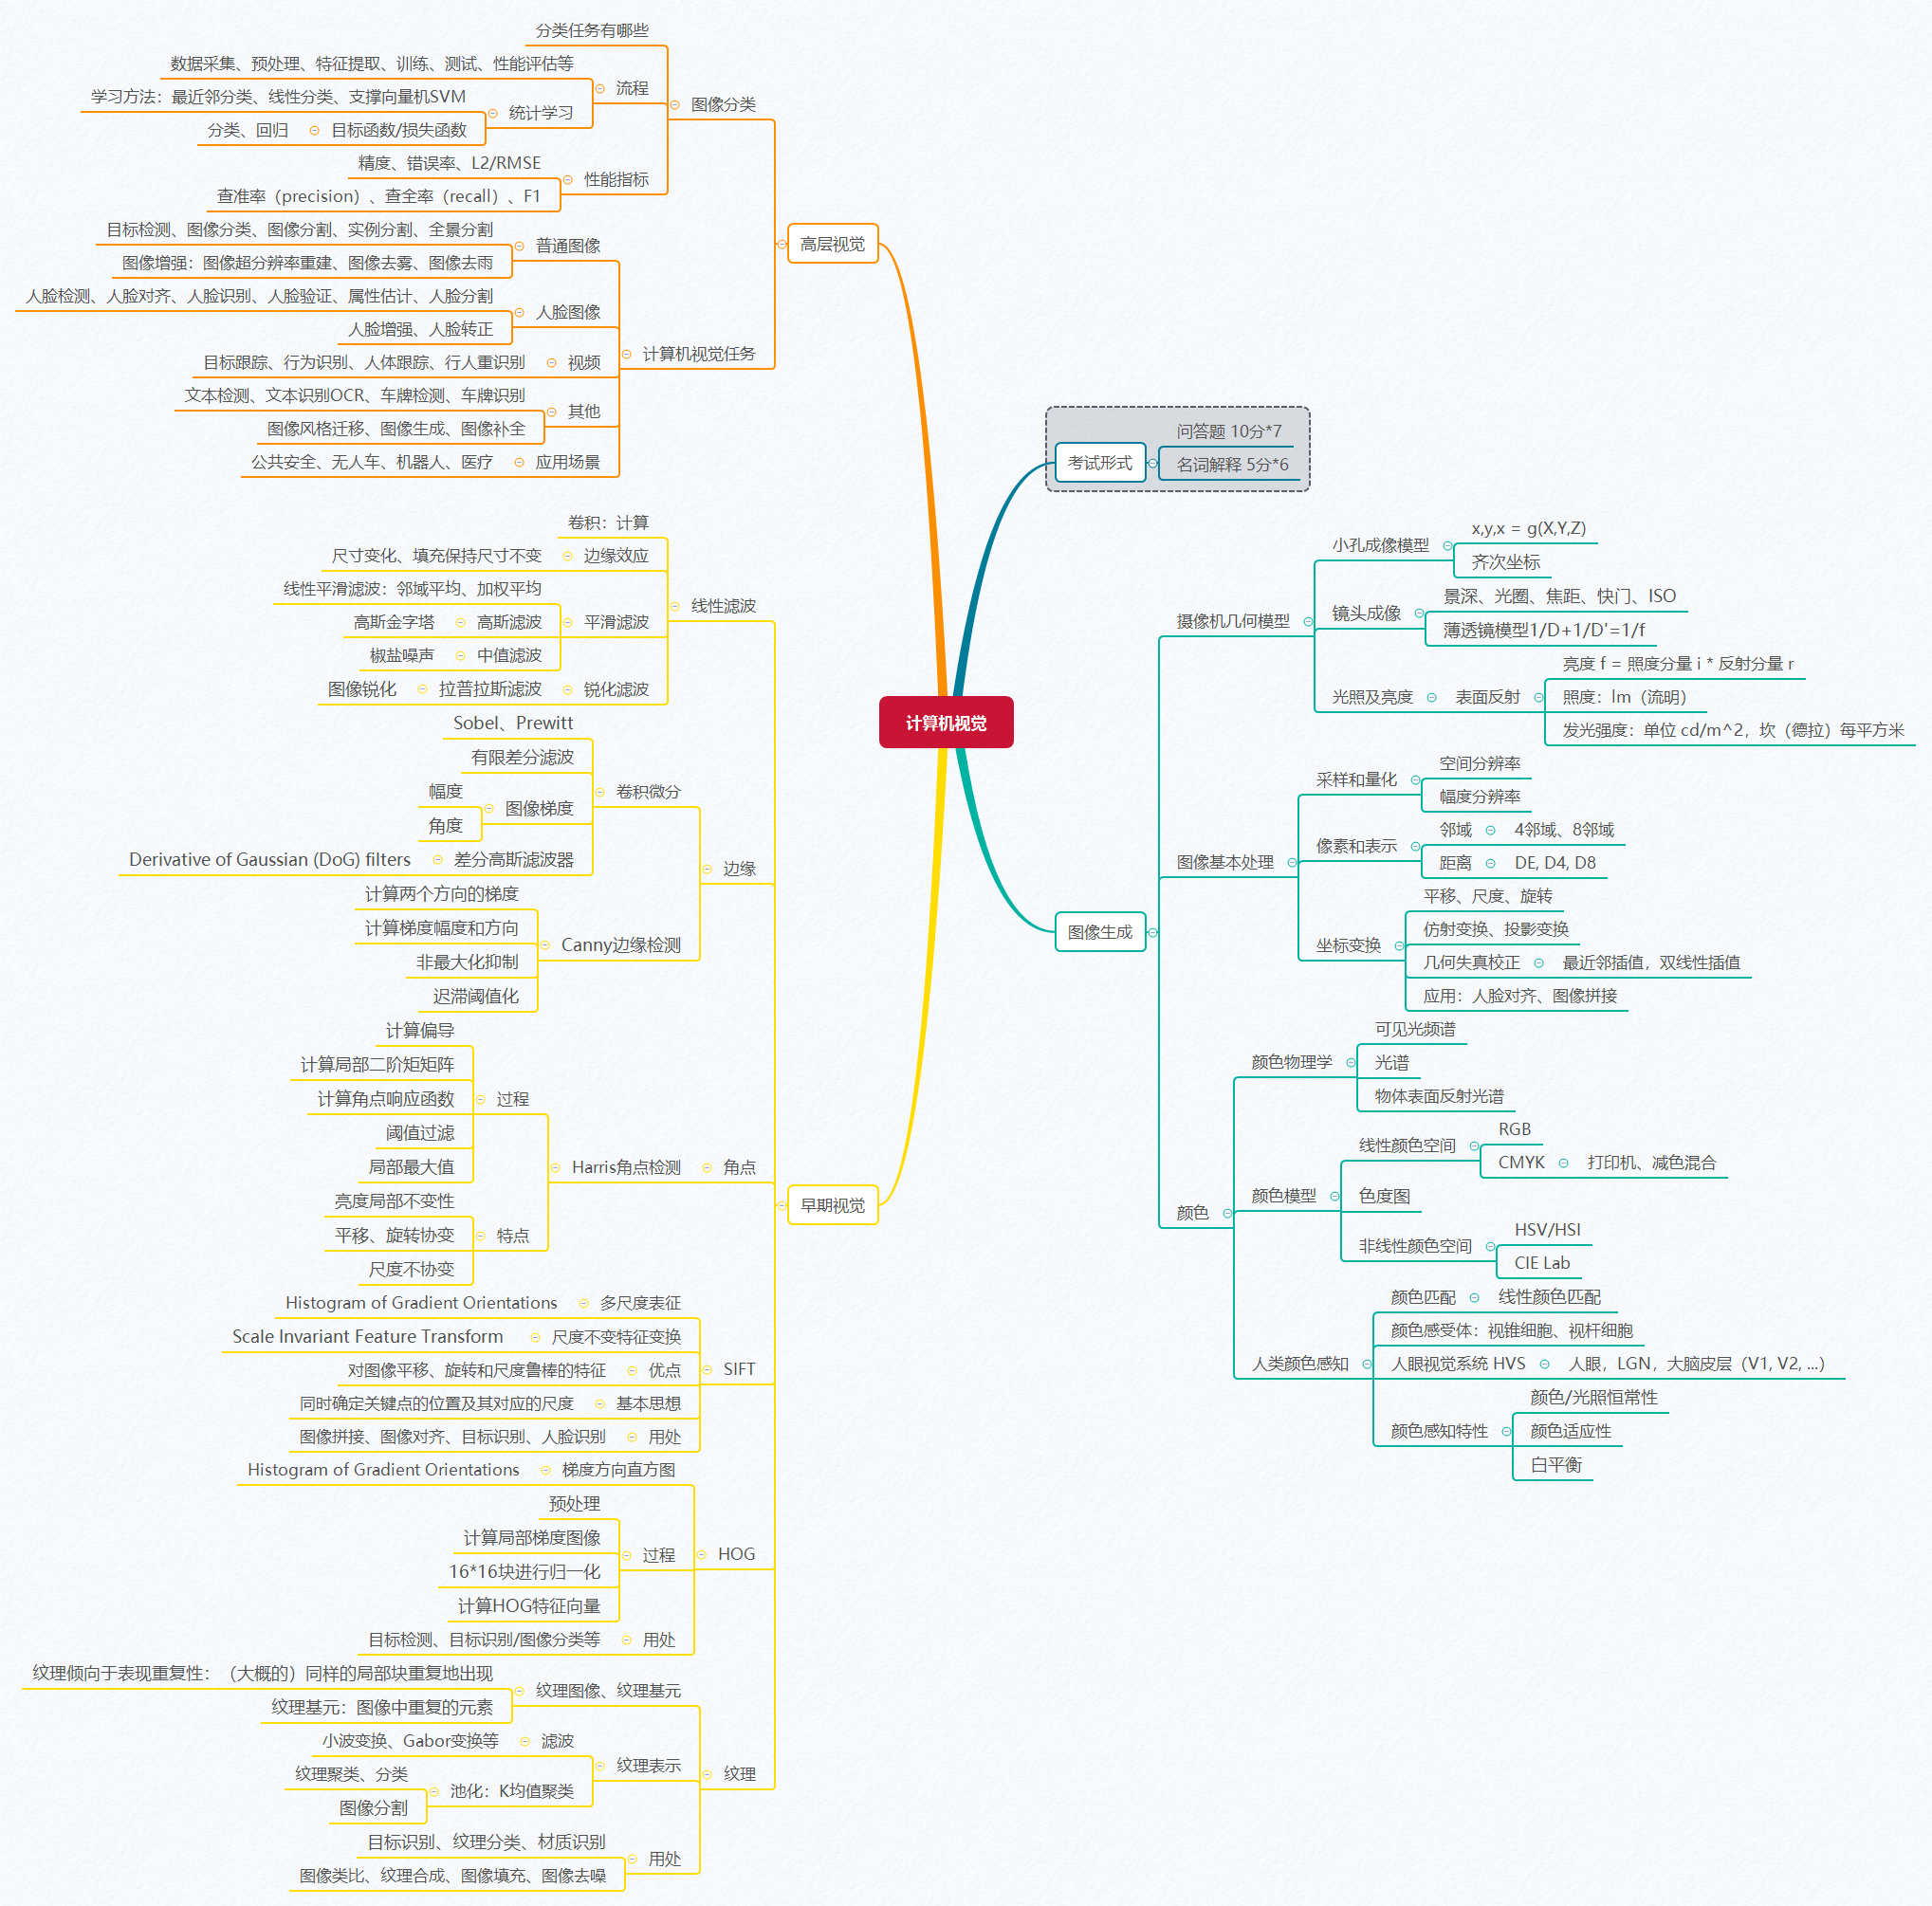 计算机视觉
考试形式
问答题 10分*7
名词解释 5分*6
图像生成
摄像机几何模型
小孔成像模型
x,y,x = g(X,Y,Z)
齐次坐标
镜头成像
景深、光圈、焦距、快门、ISO
薄透镜模型1/D+1/D'=1/f
光照及亮度
表面反射
亮度 f = 照度分量 i * 反射分量 r
照度：lm（流明）
发光强度：单位 cd/m^2，坎（德拉）每平方米
图像基本处理
采样和量化
空间分辨率
幅度分辨率
像素和表示
邻域
4邻域、8邻域
距离
DE, D4, D8
坐标变换
平移、尺度、旋转
仿射变换、投影变换
几何失真校正
最近邻插值，双线性插值
应用：人脸对齐、图像拼接
颜色
颜色物理学
可见光频谱
光谱
物体表面反射光谱
颜色模型
线性颜色空间
RGB
CMYK
打印机、减色混合
色度图
非线性颜色空间
HSV/HSI
CIE Lab
人类颜色感知
颜色匹配
线性颜色匹配
颜色感受体：视锥细胞、视杆细胞
人眼视觉系统 HVS
人眼，LGN，大脑皮层（V1, V2, ...）
颜色感知特性
颜色/光照恒常性
颜色适应性
白平衡
高层视觉
图像分类
分类任务有哪些
流程
数据采集、预处理、特征提取、训练、测试、性能评估等
统计学习
学习方法：最近邻分类、线性分类、支撑向量机SVM
目标函数/损失函数
分类、回归
性能指标
精度、错误率、L2/RMSE
查准率（precision）、查全率（recall）、F1
计算机视觉任务
普通图像
目标检测、图像分类、图像分割、实例分割、全景分割
图像增强：图像超分辨率重建、图像去雾、图像去雨
人脸图像
人脸检测、人脸对齐、人脸识别、人脸验证、属性估计、人脸分割
人脸增强、人脸转正
视频
目标跟踪、行为识别、人体跟踪、行人重识别
其他
文本检测、文本识别OCR、车牌检测、车牌识别
图像风格迁移、图像生成、图像补全
应用场景
公共安全、无人车、机器人、医疗
早期视觉
线性滤波
卷积：计算
边缘效应
尺寸变化、填充保持尺寸不变
平滑滤波
线性平滑滤波：邻域平均、加权平均
高斯滤波
高斯金字塔
中值滤波
椒盐噪声
锐化滤波
拉普拉斯滤波
图像锐化
边缘
卷积微分
Sobel、Prewitt
有限差分滤波
图像梯度
幅度
角度
差分高斯滤波器
Derivative of Gaussian (DoG) filters
Canny边缘检测
计算两个方向的梯度
计算梯度幅度和方向
非最大化抑制
迟滞阈值化
角点
Harris角点检测
过程
计算偏导
计算局部二阶矩矩阵
计算角点响应函数
阈值过滤
局部最大值
特点
亮度局部不变性
平移、旋转协变
尺度不协变
SIFT
多尺度表征
Histogram of Gradient Orientations
尺度不变特征变换
Scale Invariant Feature Transform
优点
对图像平移、旋转和尺度鲁棒的特征
基本思想
同时确定关键点的位置及其对应的尺度
用处
图像拼接、图像对齐、目标识别、人脸识别
HOG
梯度方向直方图
Histogram of Gradient Orientations
过程
预处理
计算局部梯度图像
16*16块进行归一化
计算HOG特征向量
用处
目标检测、目标识别/图像分类等
纹理
纹理图像、纹理基元
纹理倾向于表现重复性：（大概的）同样的局部块重复地出现
纹理基元：图像中重复的元素
纹理表示
滤波
小波变换、Gabor变换等
池化：K均值聚类
纹理聚类、分类
图像分割
用处
目标识别、纹理分类、材质识别
图像类比、纹理合成、图像填充、图像去噪